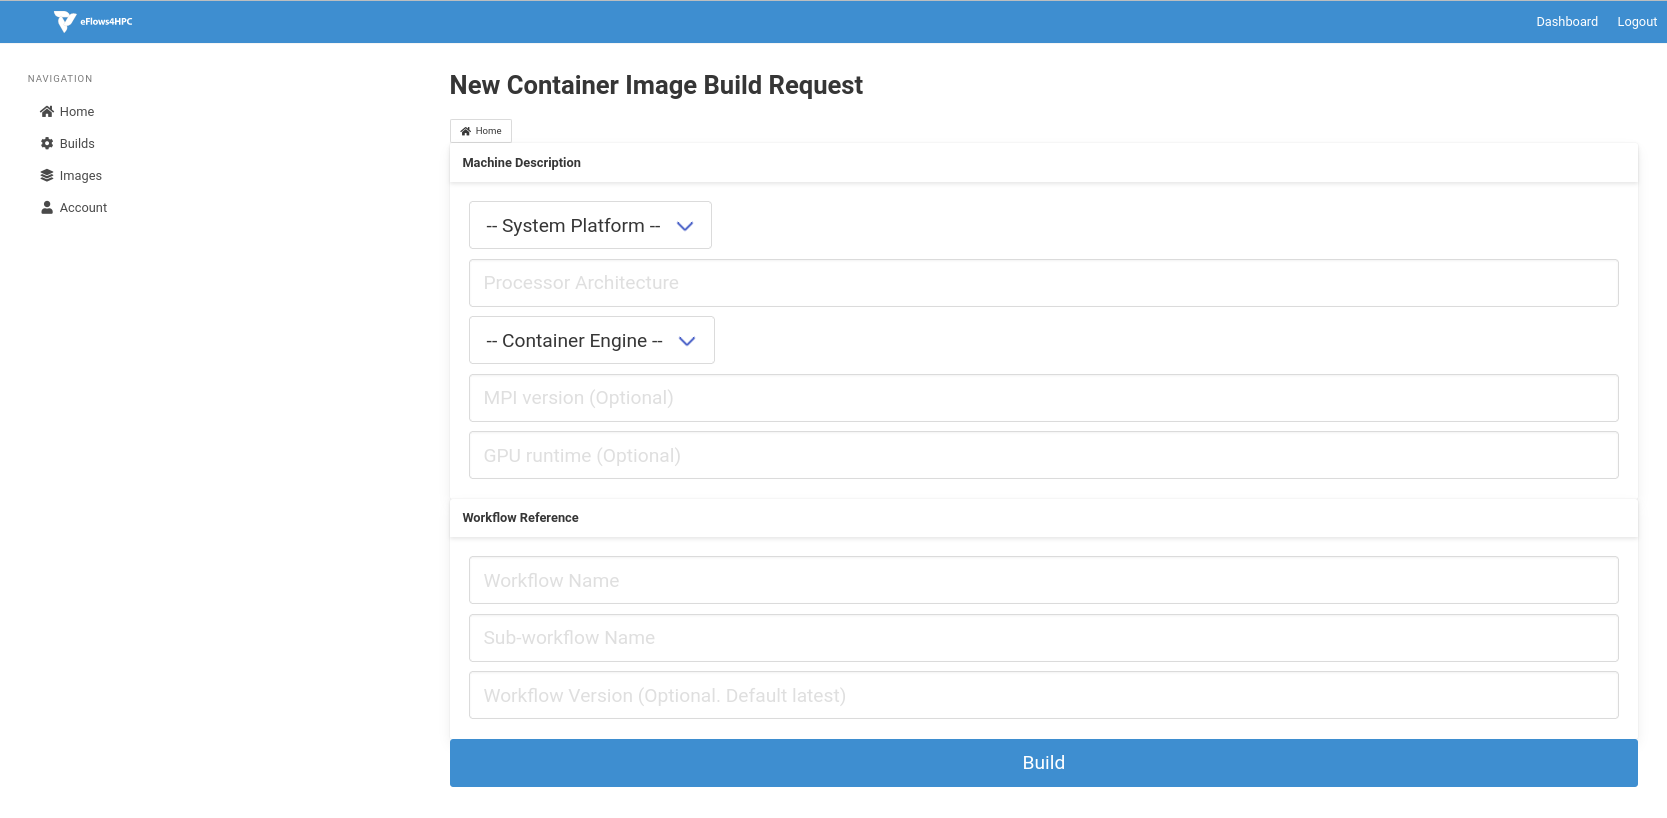 eFlows4HPC
Dashboard
Logout
NAVIGATION
Home
Builds
Images
Account
New Container Image Build Request
Home
Machine Description
-- System Platform --
Processor Architecture
-- Container Engine --
MPI version (Optional)
GPU runtime (Optional)
Workflow Reference
Workflow Name
Sub-workflow Name
Workflow Version (Optional. Default latest)
Build